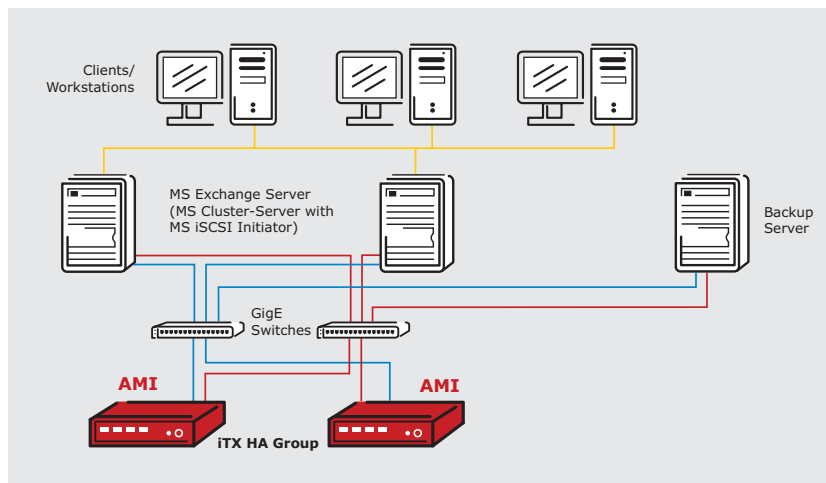 Clients/
Workstations
MS Exchange Server
(MS Cluster-Server with
MS iSCSI Initiator)
Backup
Server
GigE
Switches
AMI
AMI
iTX HA Group